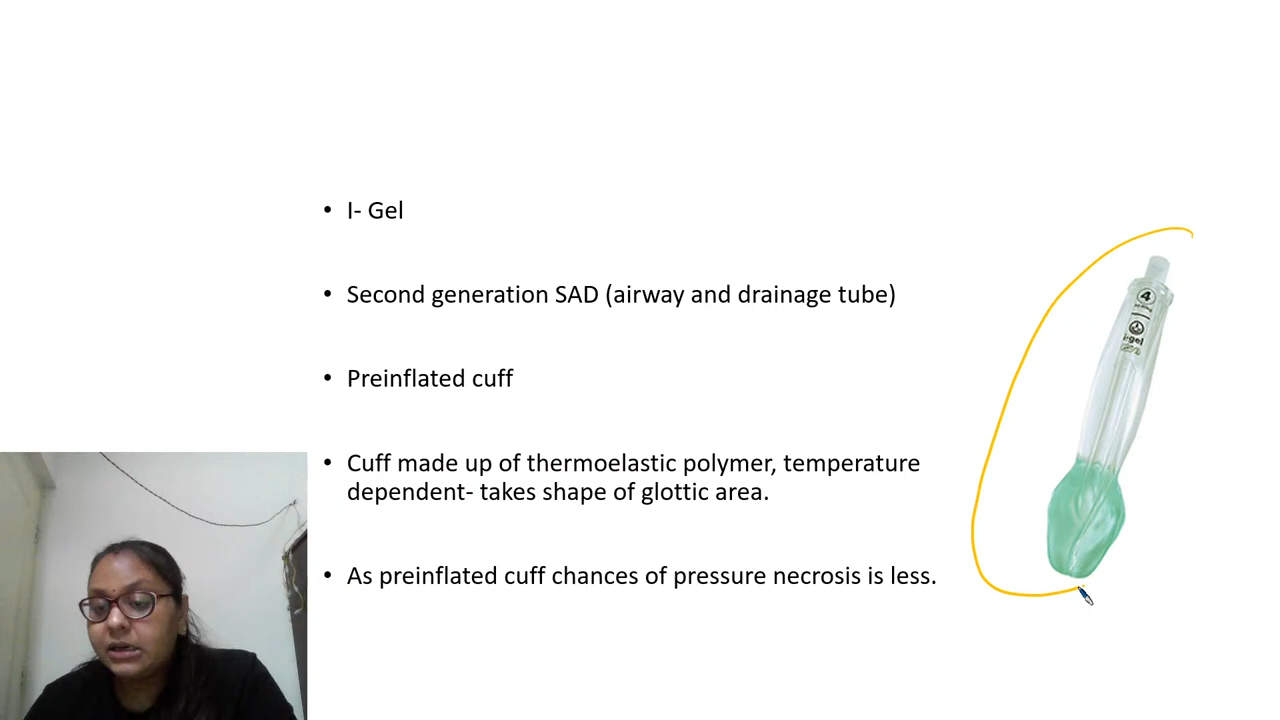 • I- Gel
• Second generation SAD (airway and drainage tube)
• Preinflated cuff
• Cuff made up of thermoelastic polymer, temperature
dependent- takes shape of glottic area.
• As preinflated cuff chances of pressure necrosis is less.
4
i-gel